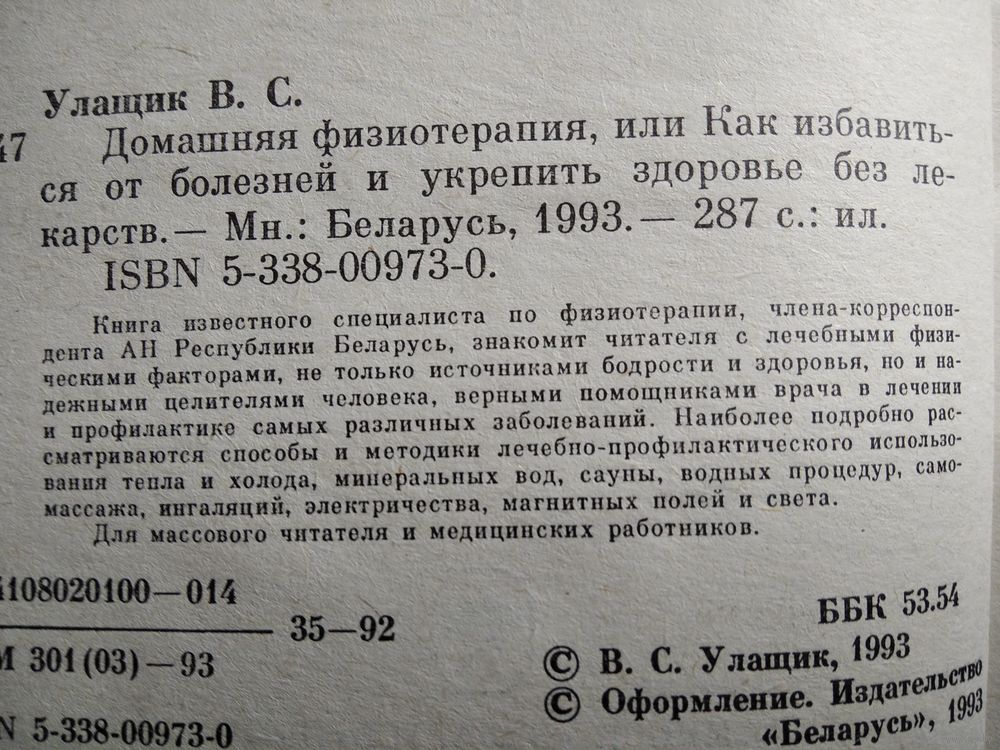 Улащик В. С.
47 Домашняя физиотерапия, или Как избавить-
ся от болезней и укрепить здоровье без ле-
карств.— Мн.: Беларусь, 1993.— 287 с.: ил.
ISBN 5-338-00973-0.
Книга известного специалиста по физиотерапии, члена-корреспон-
дента АН Республики Беларусь, знакомит читателя с лечебными физи-
ческими факторами, не только источниками бодрости и здоровья, но и на-
дежными целителями человека, верными помощниками врача в лечении
и профилактике самых различных заболеваний. Наиболее подробно рас-
сматриваются способы и методики лечебно-профилактического использо-
вания тепла и холода, минеральных вод, сауны, водных процедур, само-
массажа, ингаляций, электричества, магнитных полей и света.
Для массового читателя и медицинских работников.
4108020100—014
35—92
М 301(03)—93
ББК 53.54
N 5-338-00973-0
© В. С. Улащик, 1993
© Оформление. Издательство
«Беларусь», 1993